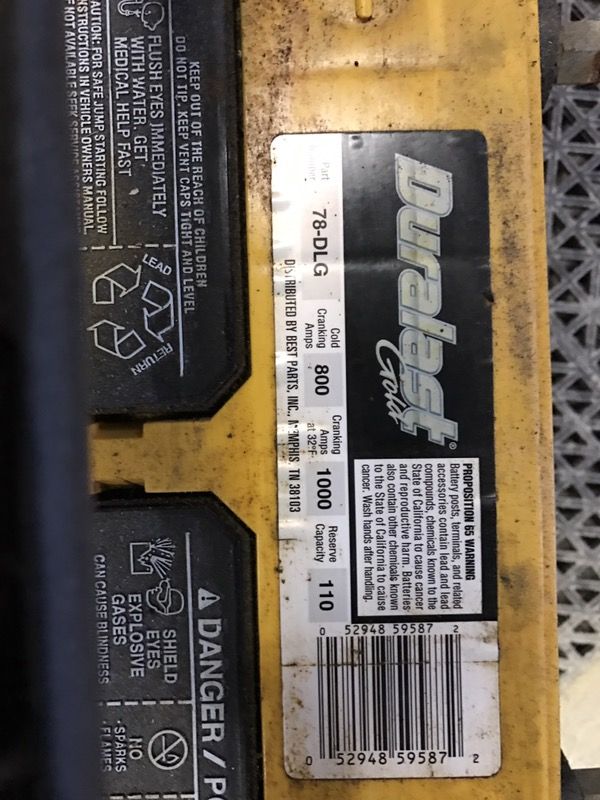 Duralast®
Gold
PROPOSITION 65 WARNING
Battery posts, terminals, and related
accessories contain lead and lead
compounds, chemicals known to the
State of California to cause cancer
and reproductive harm. Batteries
also contain other chemicals known
to the State of California to cause
cancer. Wash hands after handling.
Part
Number
78-DLG
Cold
Cranking
Amps
800
Cranking
Amps
at 32°F
1000
Reserve
Capacity
110
DISTRIBUTED BY BEST PARTS, INC., MEMPHIS, TN 38103
0 52948 59587 2
0 52948 59587 2
KEEP OUT OF THE REACH OF CHILDREN
DO NOT TIP. KEEP VENT CAPS TIGHT AND LEVEL
FLUSH EYES IMMEDIATELY
WITH WATER. GET
MEDICAL HELP FAST
LEAD
RETURN
CAUTION: FOR SAFE JUMP STARTING FOLLOW
INSTRUCTIONS IN VEHICLE OWNERS MANUAL.
IF NOT AVAILABLE SEEK SERVICE
DANGER / PO
SHIELD
EYES
EXPLOSIVE
GASES
CAN CAUSE BLINDNESS
NO
•SPARKS
•FLAMES